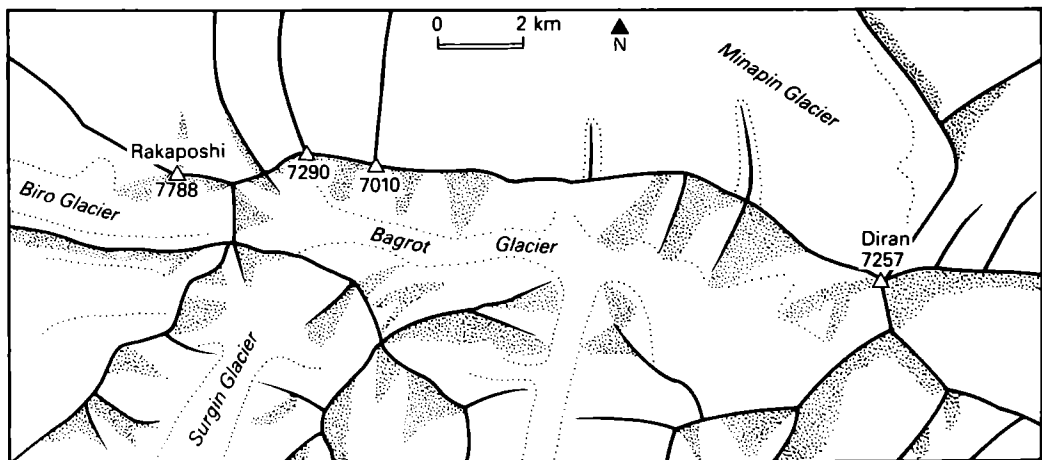 0 2 km
N
Minapin Glacier
Rakaposhi
7788
7290
7010
Biro Glacier
Bagrot Glacier
Diran
7257
Surgin Glacier